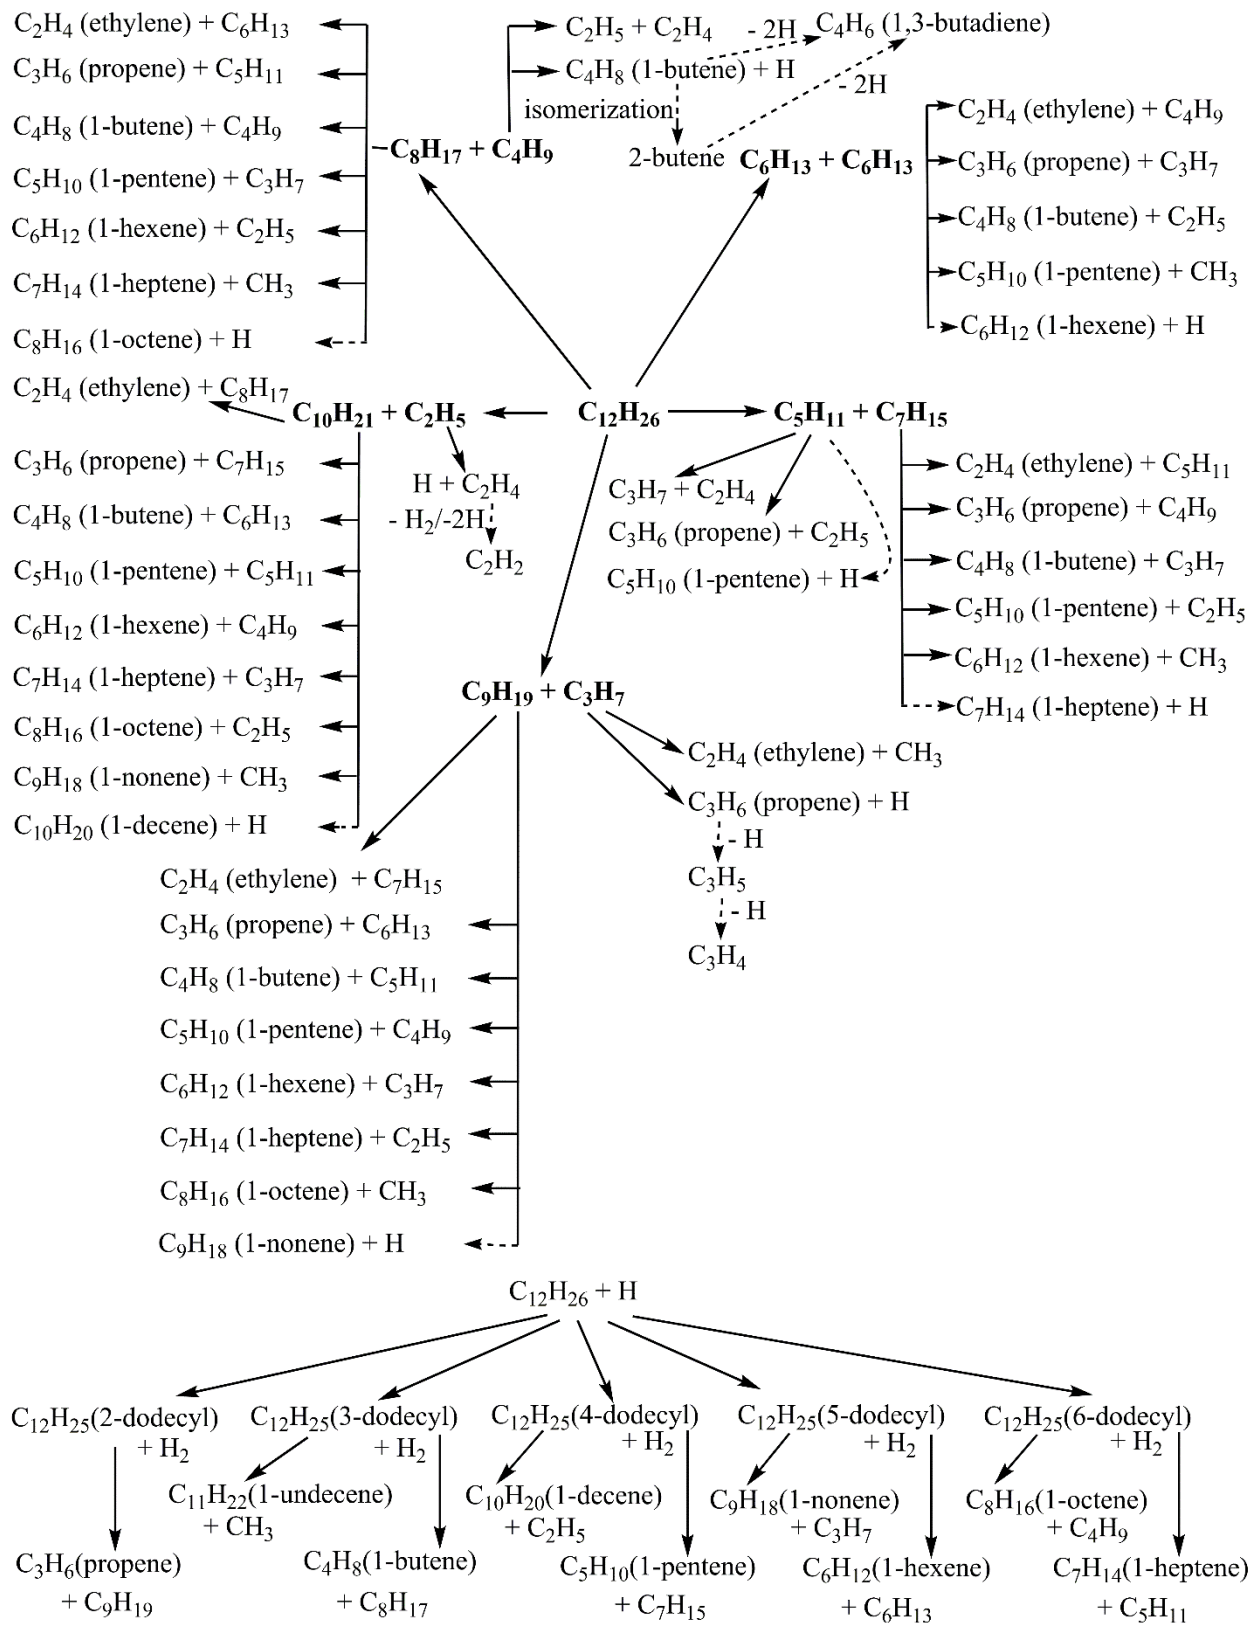 C2H4 (ethylene) + C6H13
C3H6 (propene) + C5H11
C4H8 (1-butene) + C4H9
C5H10 (1-pentene) + C3H7
C6H12 (1-hexene) + C2H5
C7H14 (1-heptene) + CH3
C8H16 (1-octene) + H
C8H17 + C4H9
C2H5 + C2H4
C4H8 (1-butene) + H
- 2H
C4H6 (1,3-butadiene)
isomerization
- 2H
2-butene
C6H13 + C6H13
C2H4 (ethylene) + C4H9
C3H6 (propene) + C3H7
C4H8 (1-butene) + C2H5
C5H10 (1-pentene) + CH3
C6H12 (1-hexene) + H
C2H4 (ethylene) + C8H17
C10H21 + C2H5
C12H26
C5H11 + C7H15
C3H6 (propene) + C7H15
C4H8 (1-butene) + C6H13
C5H10 (1-pentene) + C5H11
C6H12 (1-hexene) + C4H9
C7H14 (1-heptene) + C3H7
C8H16 (1-octene) + C2H5
C9H18 (1-nonene) + CH3
C10H20 (1-decene) + H
H + C2H4
- H2/-2H
C2H2
C3H7 + C2H4
C3H6 (propene) + C2H5
C5H10 (1-pentene) + H
C2H4 (ethylene) + C5H11
C3H6 (propene) + C4H9
C4H8 (1-butene) + C3H7
C5H10 (1-pentene) + C2H5
C6H12 (1-hexene) + CH3
C7H14 (1-heptene) + H
C9H19 + C3H7
C2H4 (ethylene) + CH3
C3H6 (propene) + H
- H
C3H5
- H
C3H4
C2H4 (ethylene) + C7H15
C3H6 (propene) + C6H13
C4H8 (1-butene) + C5H11
C5H10 (1-pentene) + C4H9
C6H12 (1-hexene) + C3H7
C7H14 (1-heptene) + C2H5
C8H16 (1-octene) + CH3
C9H18 (1-nonene) + H
C12H26 + H
C12H25(2-dodecyl)
+ H2
C3H6(propene)
+ C9H19
C12H25(3-dodecyl)
+ H2
C11H22(1-undecene)
+ CH3
C4H8(1-butene)
+ C8H17
C12H25(4-dodecyl)
+ H2
C10H20(1-decene)
+ C2H5
C5H10(1-pentene)
+ C7H15
C12H25(5-dodecyl)
+ H2
C9H18(1-nonene)
+ C3H7
C6H12(1-hexene)
+ C6H13
C12H25(6-dodecyl)
+ H2
C8H16(1-octene)
+ C4H9
C7H14(1-heptene)
+ C5H11